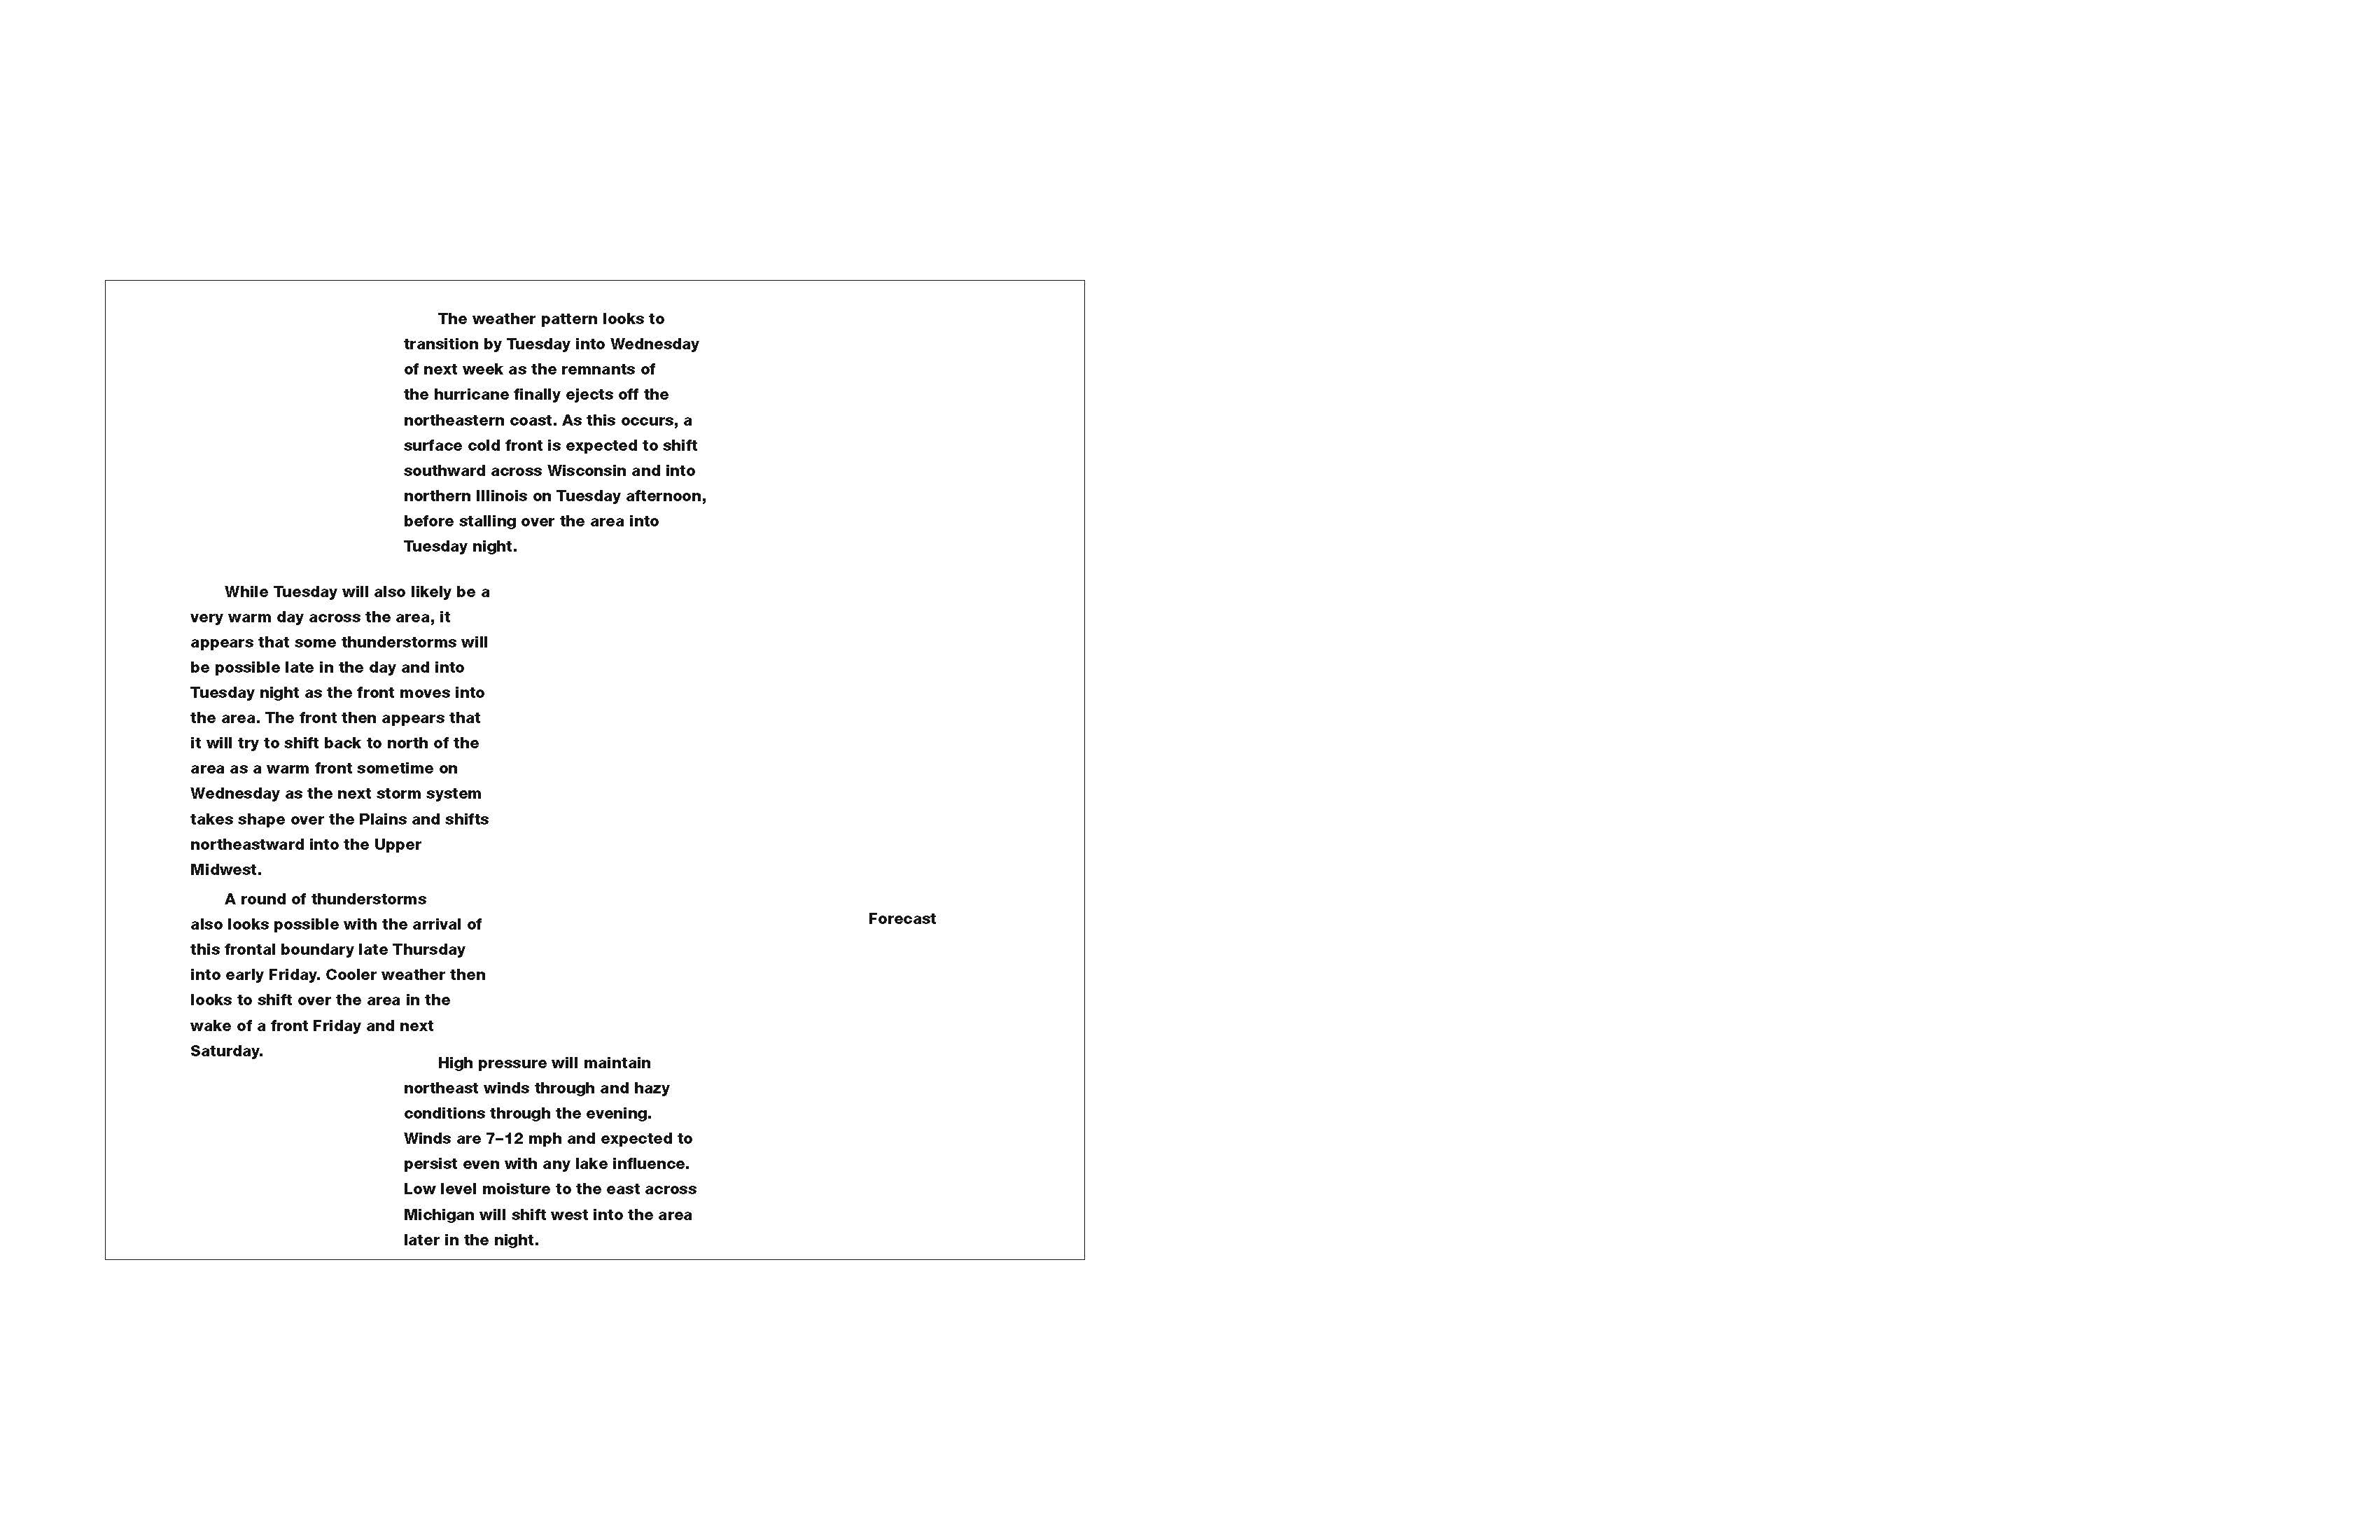 The weather pattern looks to
transition by Tuesday into Wednesday
of next week as the remnants of
the hurricane finally ejects off the
northeastern coast. As this occurs, a
surface cold front is expected to shift
southward across Wisconsin and into
northern Illinois on Tuesday afternoon,
before stalling over the area into
Tuesday night.
While Tuesday will also likely be a
very warm day across the area, it
appears that some thunderstorms will
be possible late in the day and into
Tuesday night as the front moves into
the area. The front then appears that
it will try to shift back to north of the
area as a warm front sometime on
Wednesday as the next storm system
takes shape over the Plains and shifts
northeastward into the Upper
Midwest.
A round of thunderstorms
also looks possible with the arrival of
this frontal boundary late Thursday
into early Friday. Cooler weather then
looks to shift over the area in the
wake of a front Friday and next
Saturday.
Forecast
High pressure will maintain
northeast winds through and hazy
conditions through the evening.
Winds are 7–12 mph and expected to
persist even with any lake influence.
Low level moisture to the east across
Michigan will shift west into the area
later in the night.